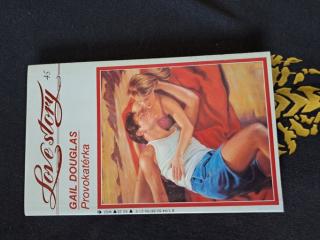 Love story
45
GAIL DOUGLAS
Provokatérka